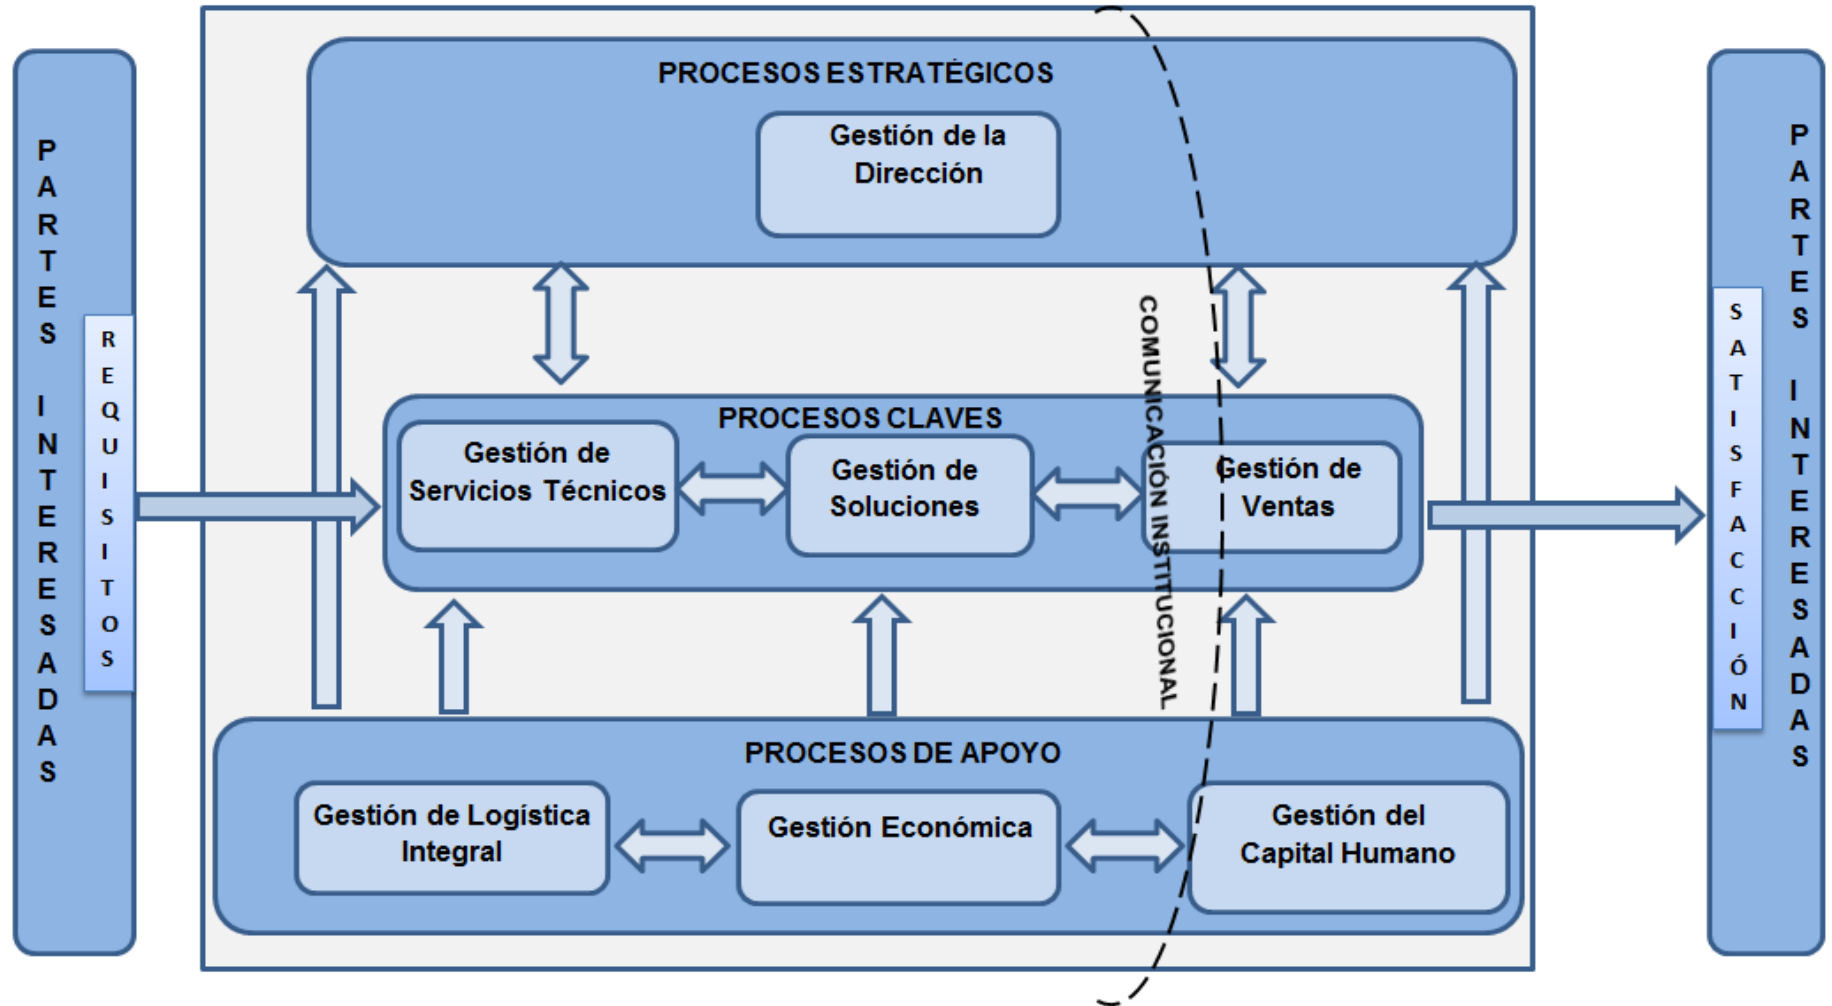 PARTES INTERESADAS
REQUISITOS
PROCESOS ESTRATÉGICOS
Gestión de la
Dirección
COMUNICACIÓN INSTITUCIONAL
PROCESOS CLAVES
Gestión de
Servicios Técnicos
Gestión de
Soluciones
Gestión de
Ventas
PROCESOS DE APOYO
Gestión de Logística
Integral
Gestión Económica
Gestión del
Capital Humano
SATISFACCIÓN
PARTES INTERESADAS